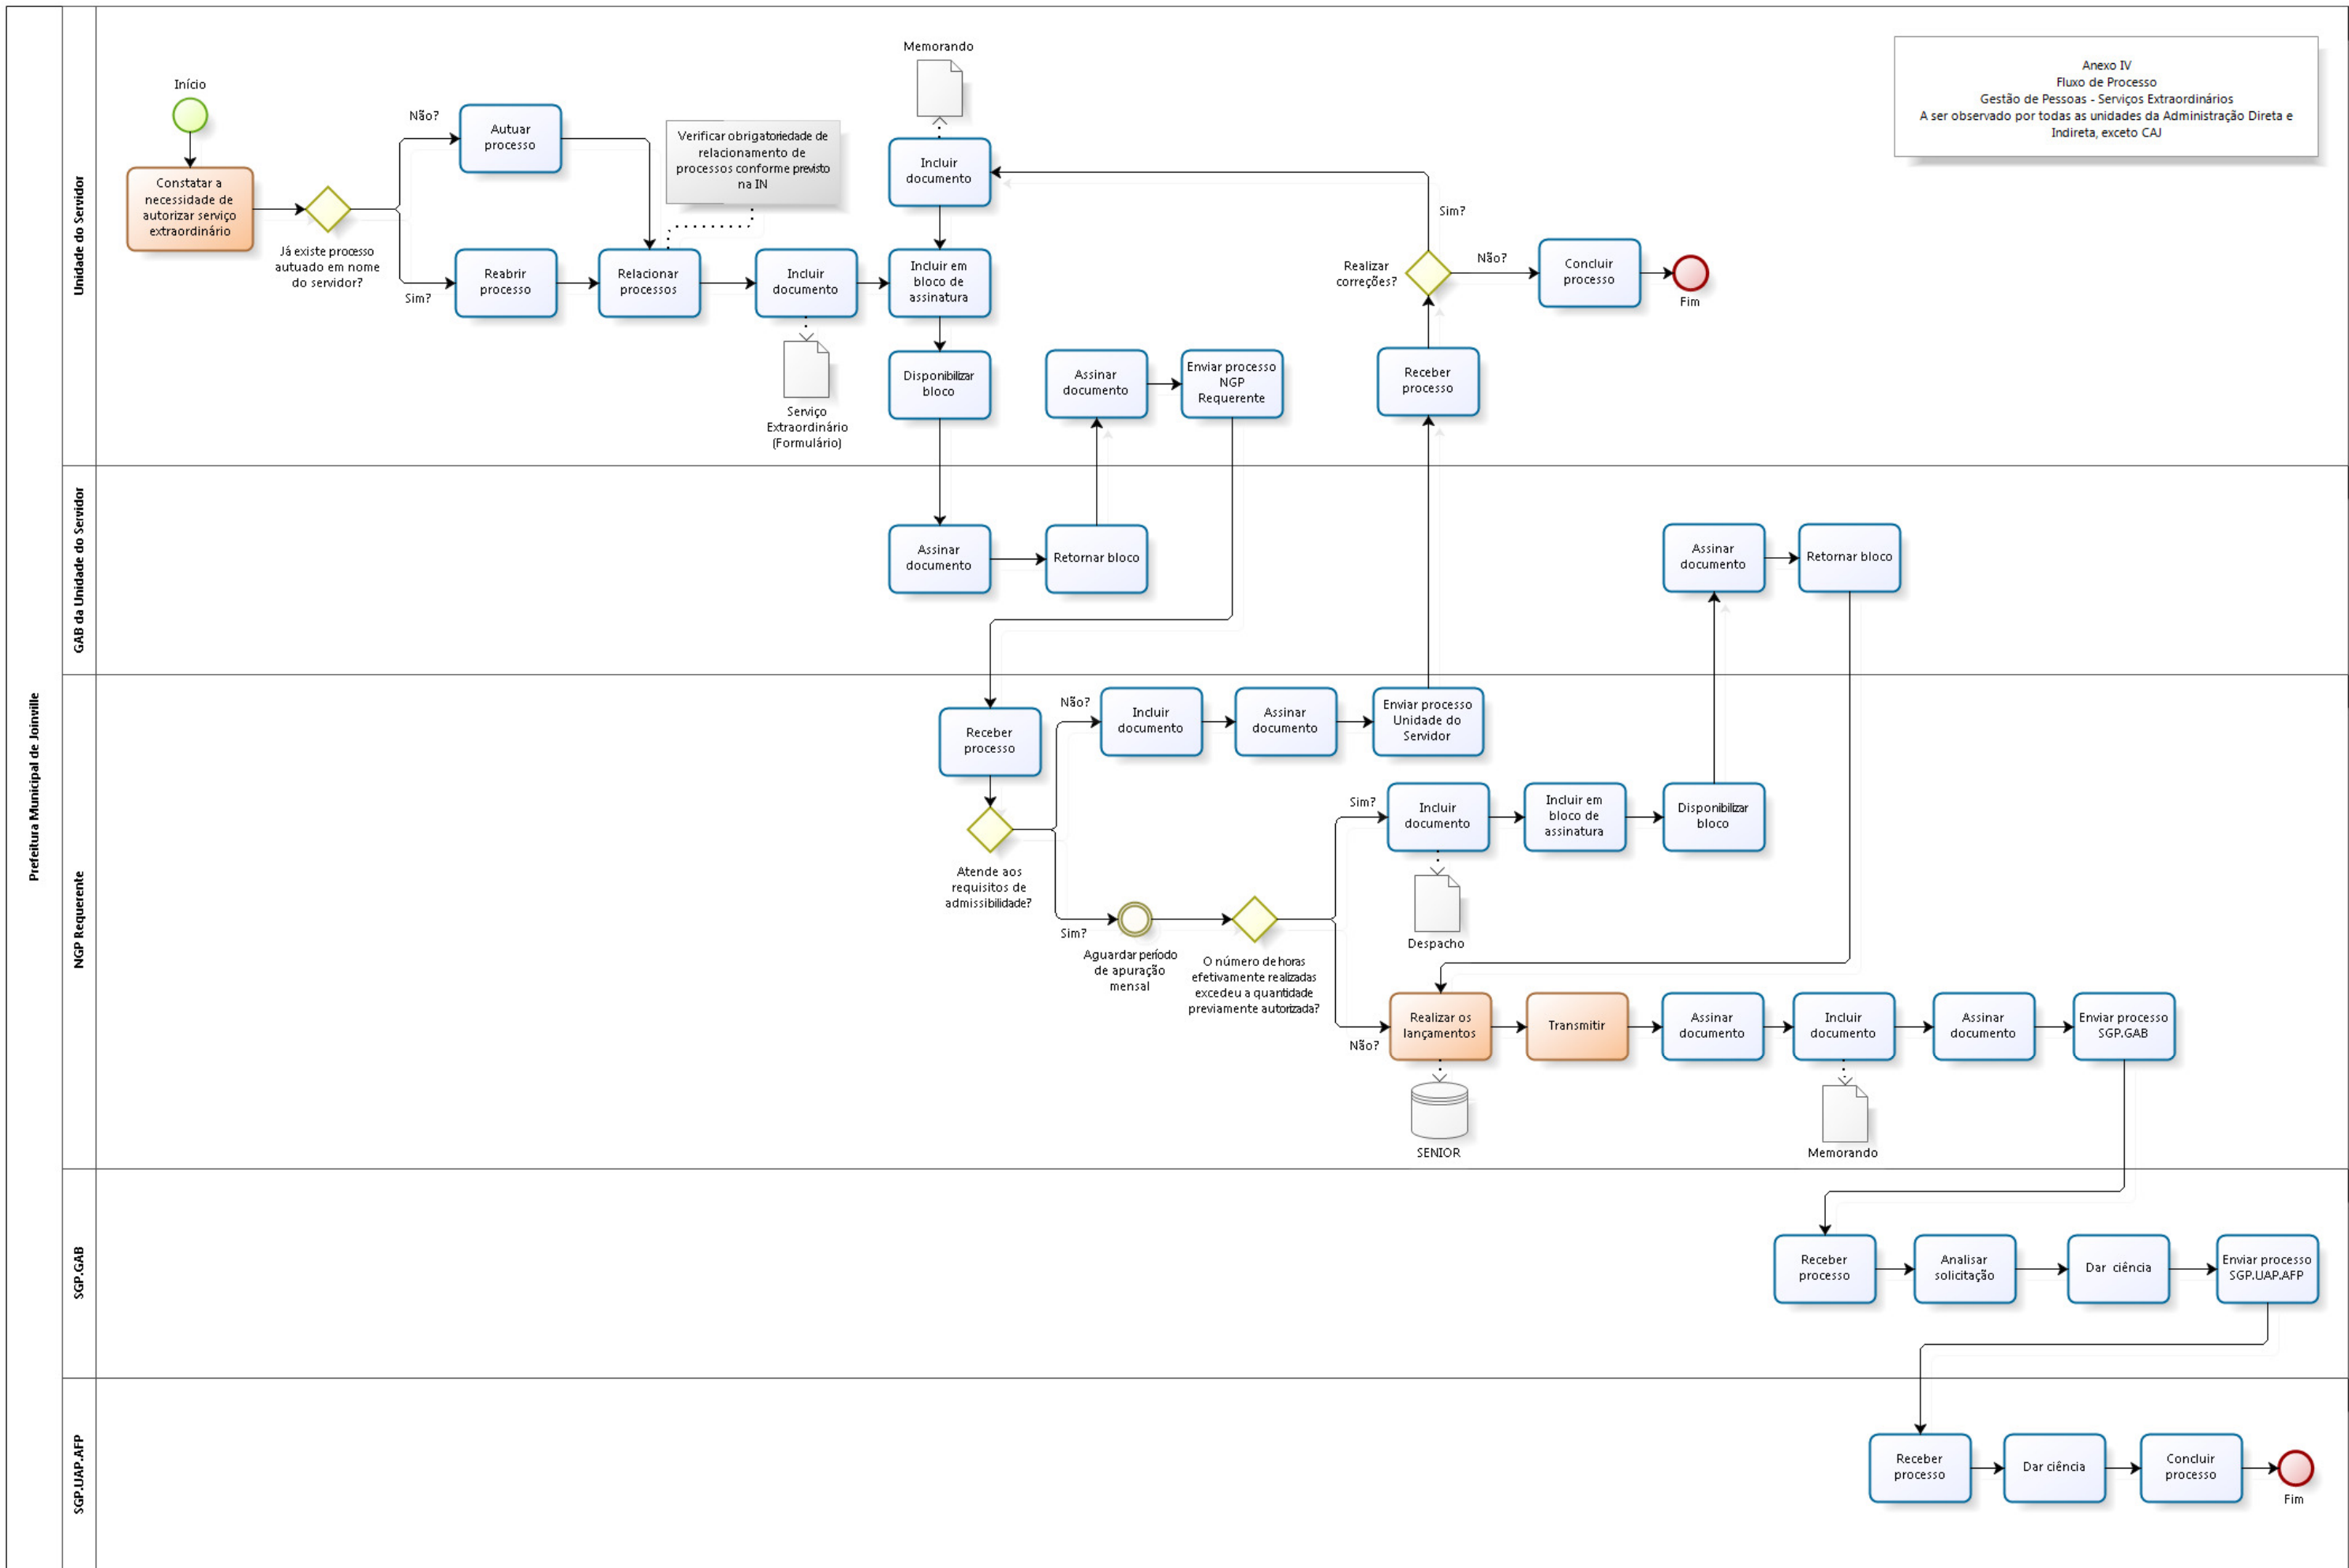 Prefeitura Municipal de Joinville
Unidade do Servidor
Início
Constatar a
necessidade de
autorizar serviço
extraordinário
Já existe processo
autuado em nome
do servidor?
Não?
Autuar
processo
Sim?
Reabrir
processo
Verificar obrigatoriedade de
relacionamento de
processos conforme previsto
na IN
Relacionar
processos
Incluir
documento
Serviço
Extraordinário
(Formulário)
Memorando
Incluir
documento
Incluir em
bloco de
assinatura
Disponibilizar
bloco
Assinar
documento
Enviar processo
NGP
Requerente
Sim?
Realizar
correções?
Não?
Concluir
processo
Fim
Receber
processo
Anexo IV
Fluxo de Processo
Gestão de Pessoas - Serviços Extraordinários
A ser observado por todas as unidades da Administração Direta e
Indireta, exceto CAJ
GAB da Unidade do Servidor
Assinar
documento
Retornar bloco
Assinar
documento
Retornar bloco
NGP Requerente
Receber
processo
Atende aos
requisitos de
admissibilidade?
Não?
Incluir
documento
Assinar
documento
Enviar processo
Unidade do
Servidor
Sim?
Aguardar período
de apuração
mensal
O número de horas
efetivamente realizadas
excedeu a quantidade
previamente autorizada?
Sim?
Incluir
documento
Despacho
Incluir em
bloco de
assinatura
Disponibilizar
bloco
Não?
Realizar os
lançamentos
SENIOR
Transmitir
Assinar
documento
Incluir
documento
Memorando
Assinar
documento
Enviar processo
SGP.GAB
SGP.GAB
Receber
processo
Analisar
solicitação
Dar ciência
Enviar processo
SGP.UAP.AFP
SGP.UAP.AFP
Receber
processo
Dar ciência
Concluir
processo
Fim